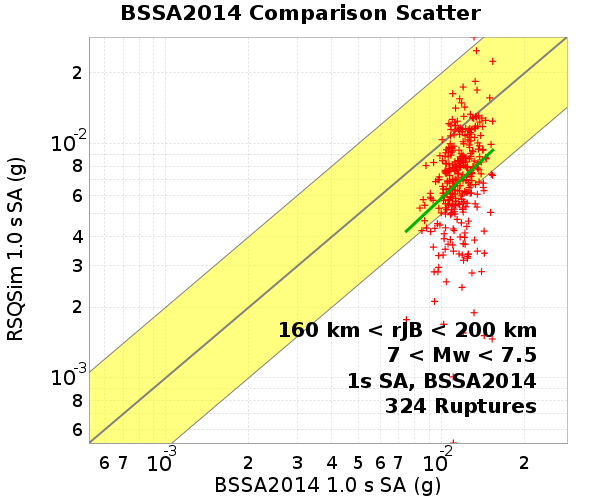 BSSA2014 Comparison Scatter
RSQSim 1.0 s SA (g)
2
10-2
8
6
4
3
2
10-3
8
6
160 km < rJB < 200 km
7 < Mw < 7.5
1s SA, BSSA2014
324 Ruptures
6 7 10-3 2 3 4 5 6 7 10-2 2
BSSA2014 1.0 s SA (g)